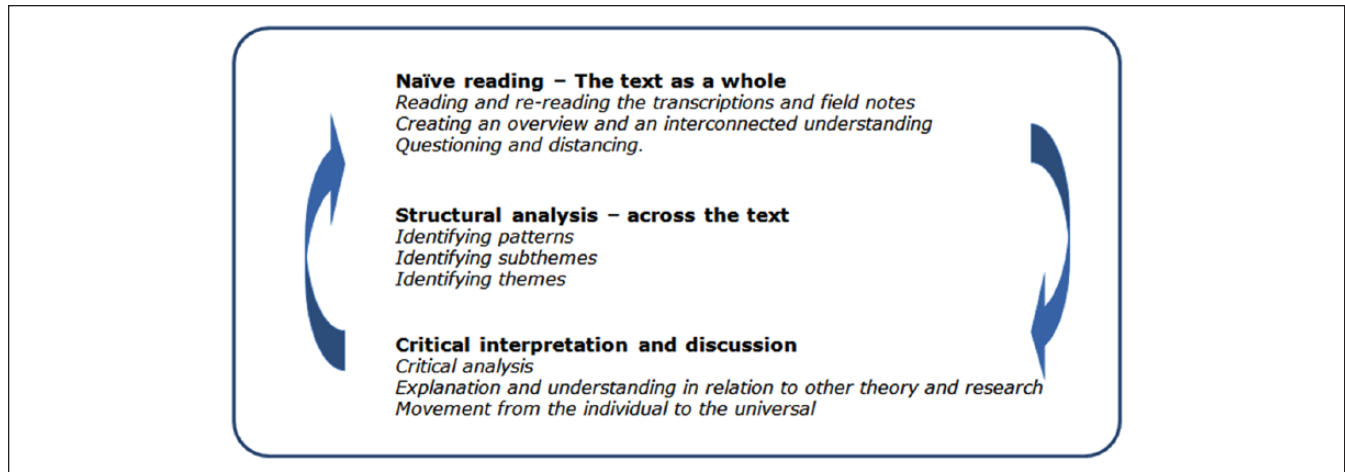 Naïve reading – The text as a whole
Reading and re-reading the transcriptions and field notes
Creating an overview and an interconnected understanding
Questioning and distancing.
Structural analysis – across the text
Identifying patterns
Identifying subthemes
Identifying themes
Critical interpretation and discussion
Critical analysis
Explanation and understanding in relation to other theory and research
Movement from the individual to the universal